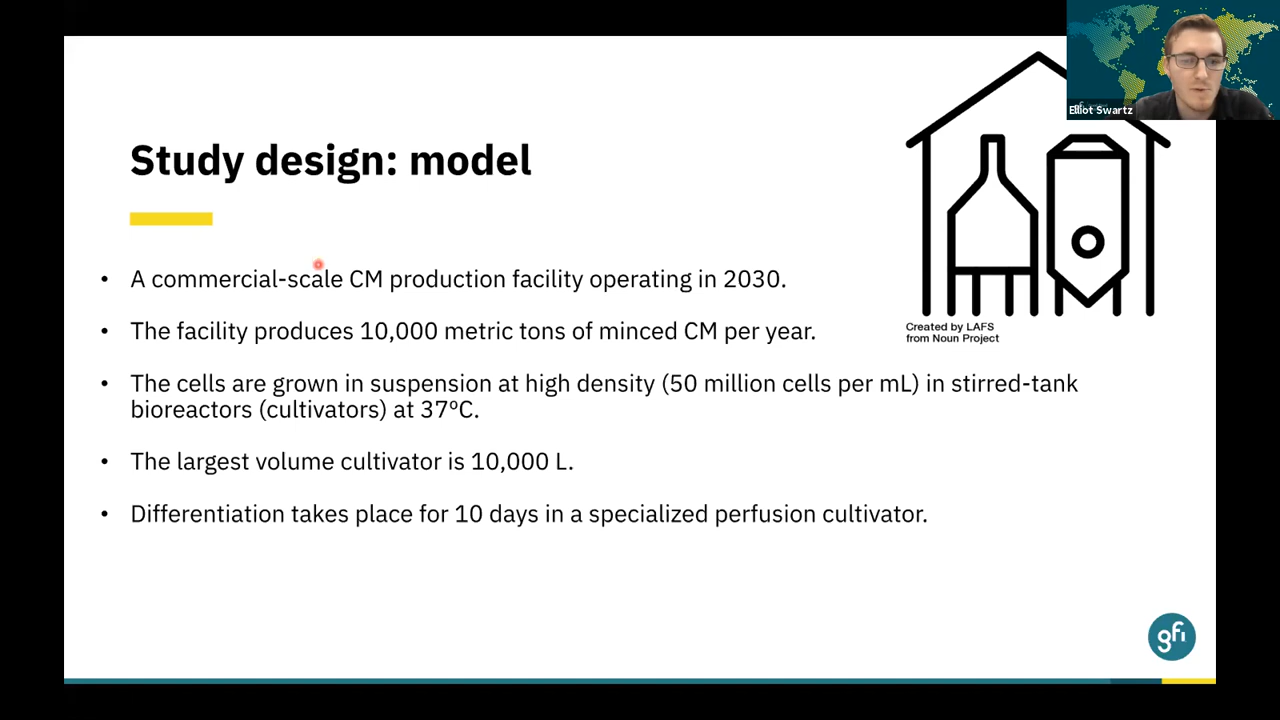 Elliot Swartz
Study design: model
• A commercial-scale CM production facility operating in 2030.
• The facility produces 10,000 metric tons of minced CM per year.
• The cells are grown in suspension at high density (50 million cells per mL) in stirred-tank
bioreactors (cultivators) at 37ºC.
• The largest volume cultivator is 10,000 L.
• Differentiation takes place for 10 days in a specialized perfusion cultivator.
Created by LAFS
from Noun Project
gfi